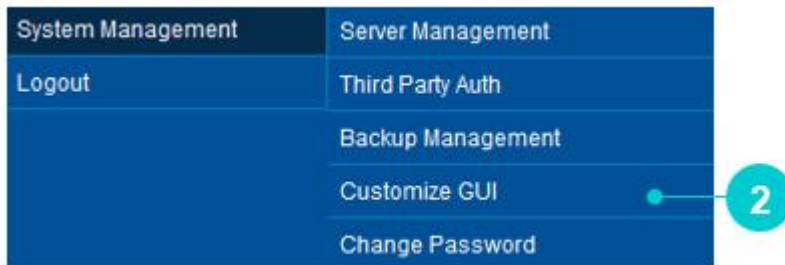 System Management
Logout
Server Management
Third Party Auth
Backup Management
Customize GUI
Change Password
2